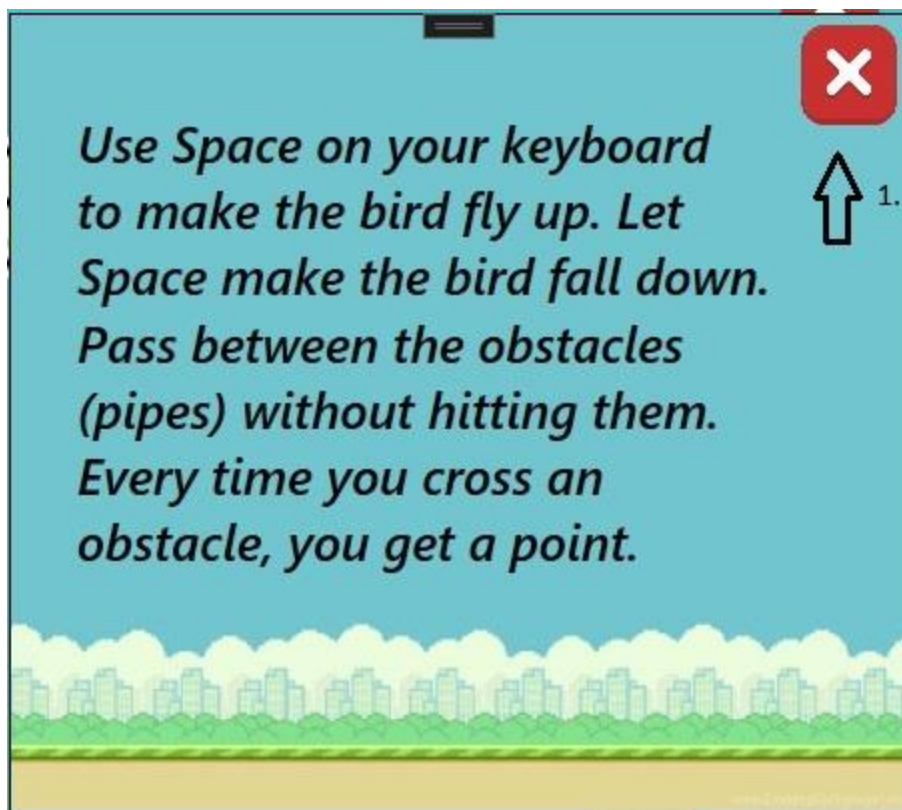 Use Space on your keyboard
to make the bird fly up. Let
Space make the bird fall down.
Pass between the obstacles
(pipes) without hitting them.
Every time you cross an
obstacle, you get a point.
1.